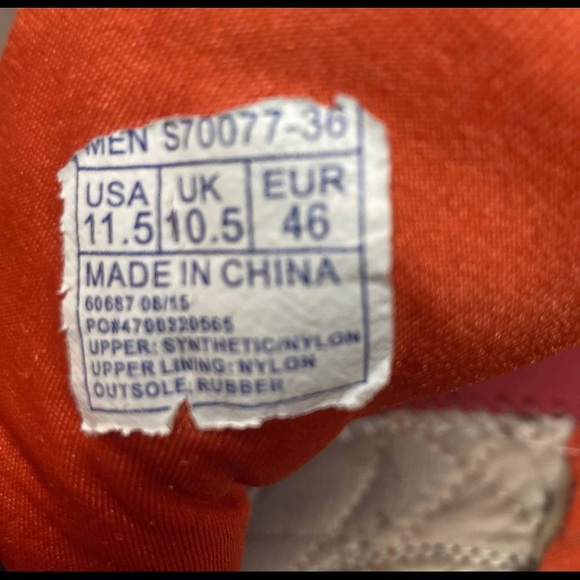 MEN S70077-36
USA UK EUR
11.5 10.5 46
MADE IN CHINA
60687 08/15
PO#4700320565
UPPER: SYNTHETIC/NYLON
UPPER LINING: NYLON
OUTSOLE: RUBBER